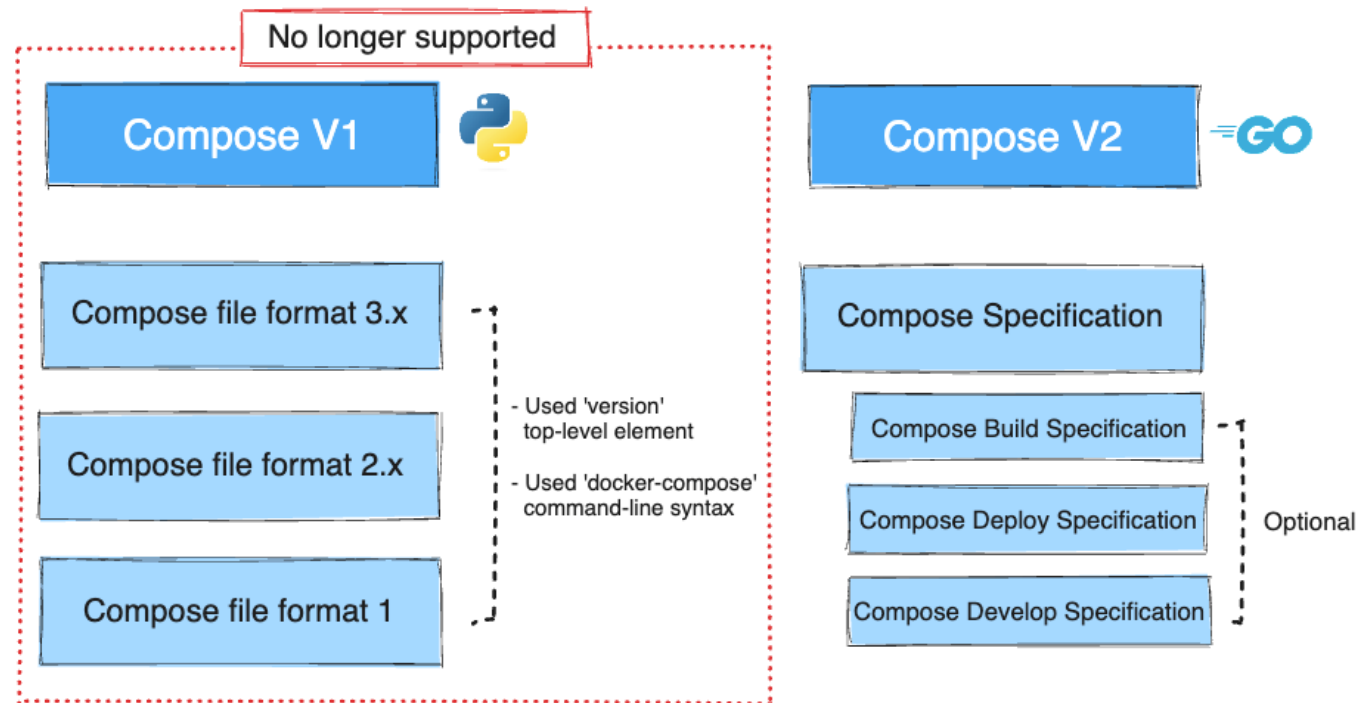 No longer supported
Compose V1
Compose V2
GO
Compose file format 3.x
Compose file format 2.x
Compose file format 1
- Used 'version'
top-level element
- Used 'docker-compose'
command-line syntax
Compose Specification
Compose Build Specification
Compose Deploy Specification
Compose Develop Specification
Optional